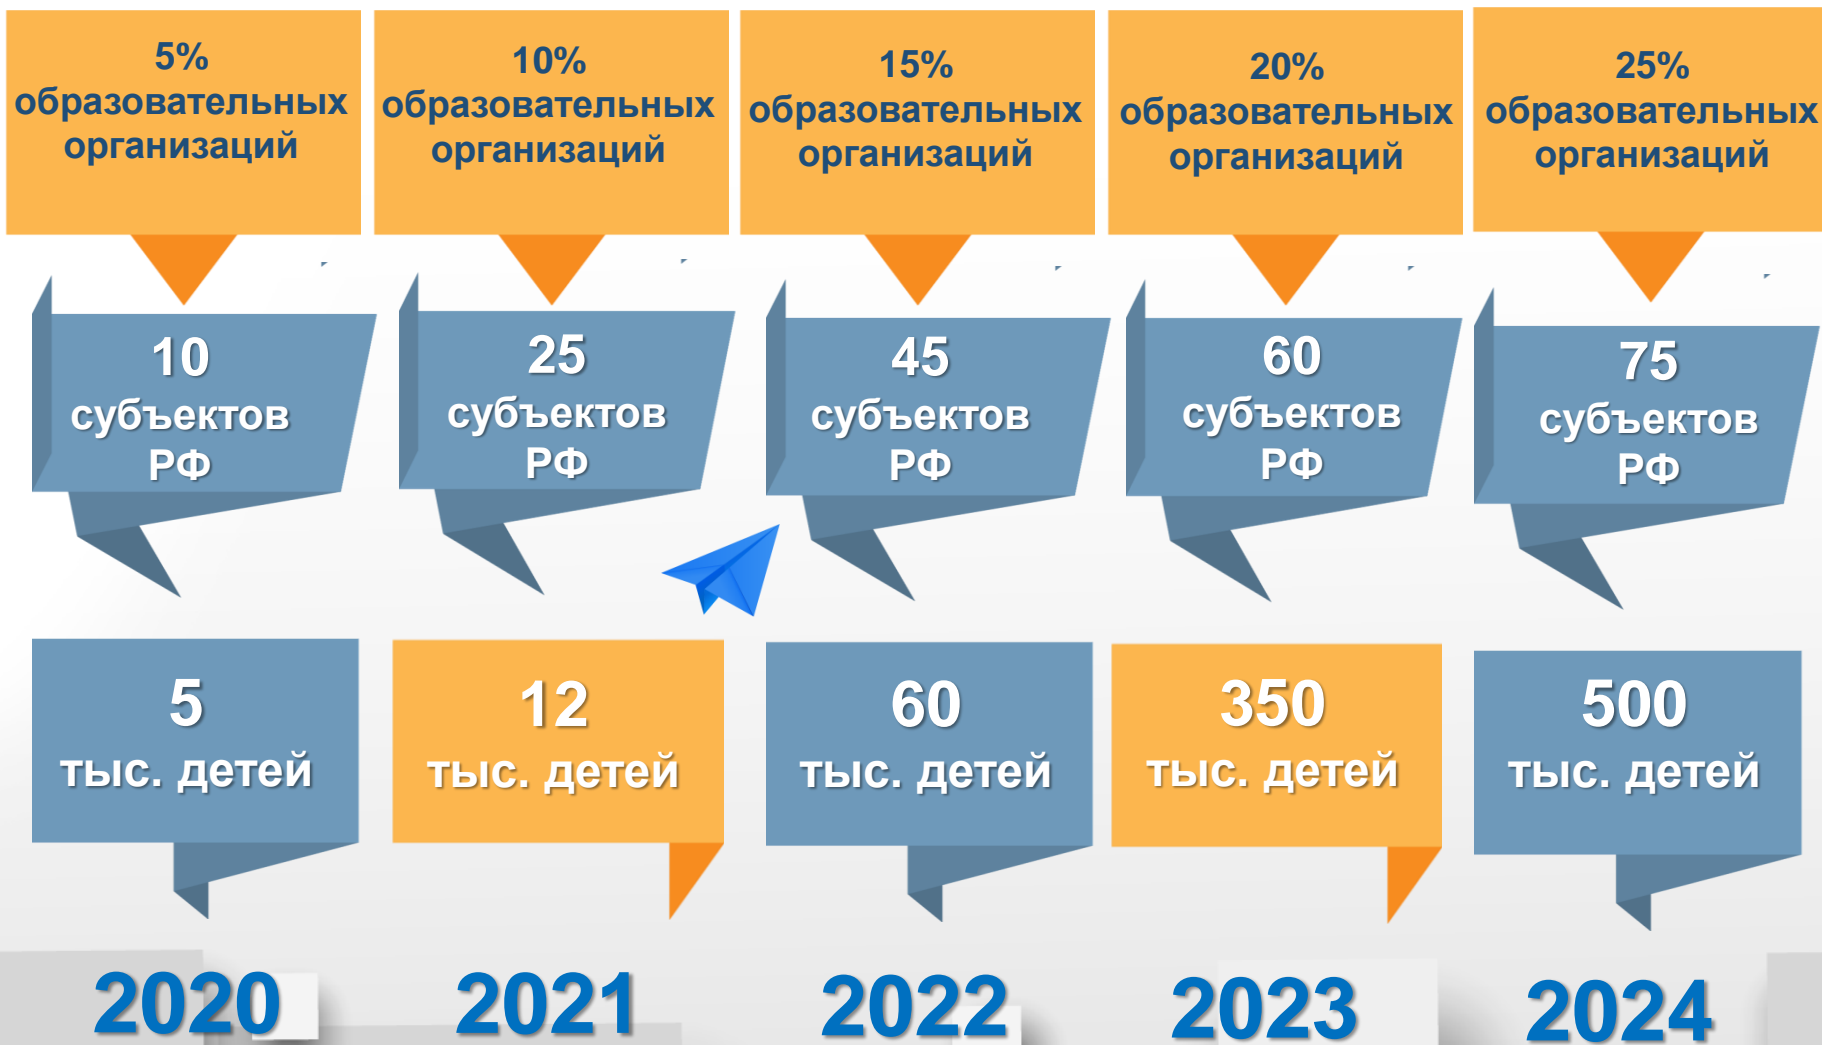 5%
образовательных
организаций
10%
образовательных
организаций
15%
образовательных
организаций
20%
образовательных
организаций
25%
образовательных
организаций
10
субъектов
РФ
25
субъектов
РФ
45
субъектов
РФ
60
субъектов
РФ
75
субъектов
РФ
5
тыс. детей
12
тыс. детей
60
тыс. детей
350
тыс. детей
500
тыс. детей
2020
2021
2022
2023
2024